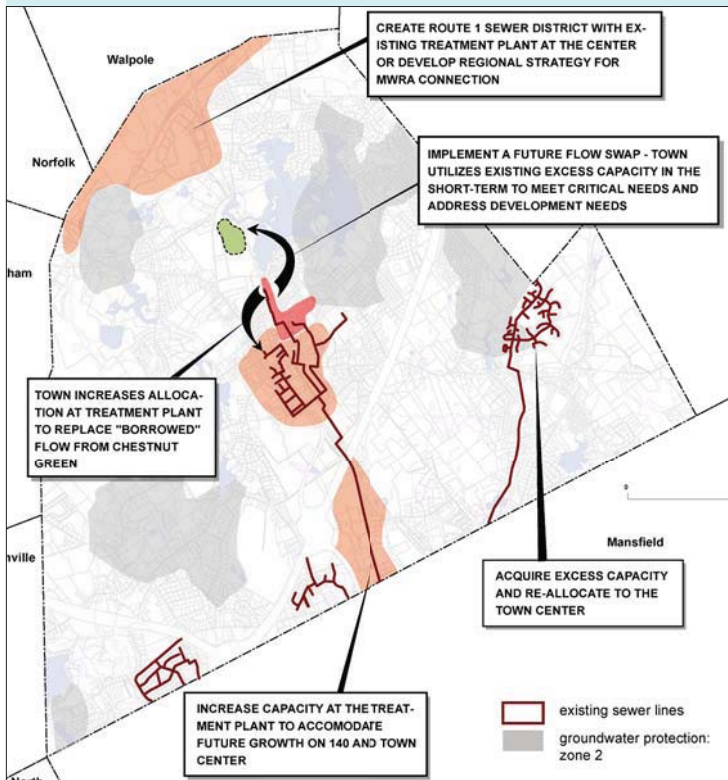 CREATE ROUTE 1 SEWER DISTRICT WITH EX-
ISTING TREATMENT PLANT AT THE CENTER
OR DEVELOP REGIONAL STRATEGY FOR
MWRA CONNECTION
Walpole
Norfolk
IMPLEMENT A FUTURE FLOW SWAP - TOWN
UTILIZES EXISTING EXCESS CAPACITY IN THE
SHORT-TERM TO MEET CRITICAL NEEDS AND
ADDRESS DEVELOPMENT NEEDS
ham
TOWN INCREASES ALLOCA-
TION AT TREATMENT PLANT
TO REPLACE "BORROWED"
FLOW FROM CHESTNUT
GREEN
0
Mansfield
nville
ACQUIRE EXCESS CAPACITY
AND RE-ALLOCATE TO THE
TOWN CENTER
INCREASE CAPACITY AT THE TREAT-
MENT PLANT TO ACCOMODATE
FUTURE GROWTH ON 140 AND TOWN
CENTER
existing sewer lines
groundwater protection:
zone 2
North